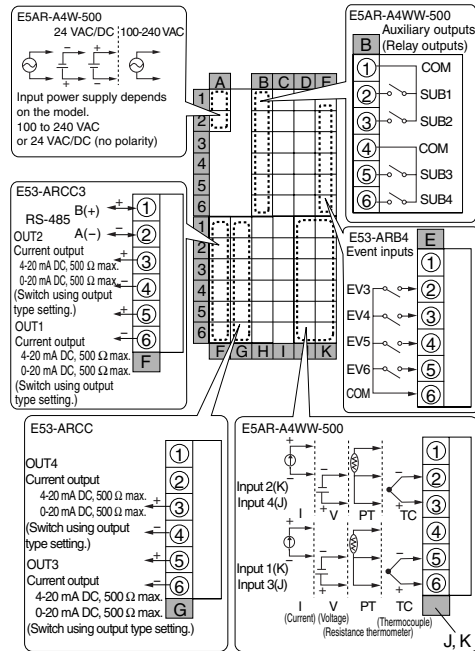 E5AR-A4W-500
24 VAC/DC 100-240 VAC
Input power supply depends
on the model.
100 to 240 VAC
or 24 VAC/DC (no polarity)
E5AR-A4WW-500
Auxiliary outputs
(Relay outputs)
B
1 COM
2 SUB1
3 SUB2
4 COM
5 SUB3
6 SUB4
A B C D E
1
2
3
4
5
6
1
2
3
4
5
6
F G H I J K
E53-ARCC3
RS-485
B(+) + 1
A(−) − 2
OUT2
Current output
4-20 mA DC, 500 Ω max.
0-20 mA DC, 500 Ω max.
(Switch using output
type setting.)
+ 3
− 4
OUT1
Current output
4-20 mA DC, 500 Ω max.
0-20 mA DC, 500 Ω max.
(Switch using output
type setting.)
+ 5
− 6
F
E53-ARB4
Event inputs
E
1
EV3 2
EV4 3
EV5 4
EV6 5
COM 6
E53-ARCC
1
2
OUT4
Current output
4-20 mA DC, 500 Ω max.
0-20 mA DC, 500 Ω max.
(Switch using output
type setting.)
+ 3
− 4
OUT3
Current output
4-20 mA DC, 500 Ω max.
0-20 mA DC, 500 Ω max.
(Switch using output type setting.)
+ 5
− 6
G
E5AR-A4WW-500
Input 2(K)
Input 4(J)
I V PT TC
1
2
3
Input 1(K)
Input 3(J)
4
5
6
I V PT TC
(Current) (Voltage) (Thermocouple)
(Resistance thermometer)
J, K